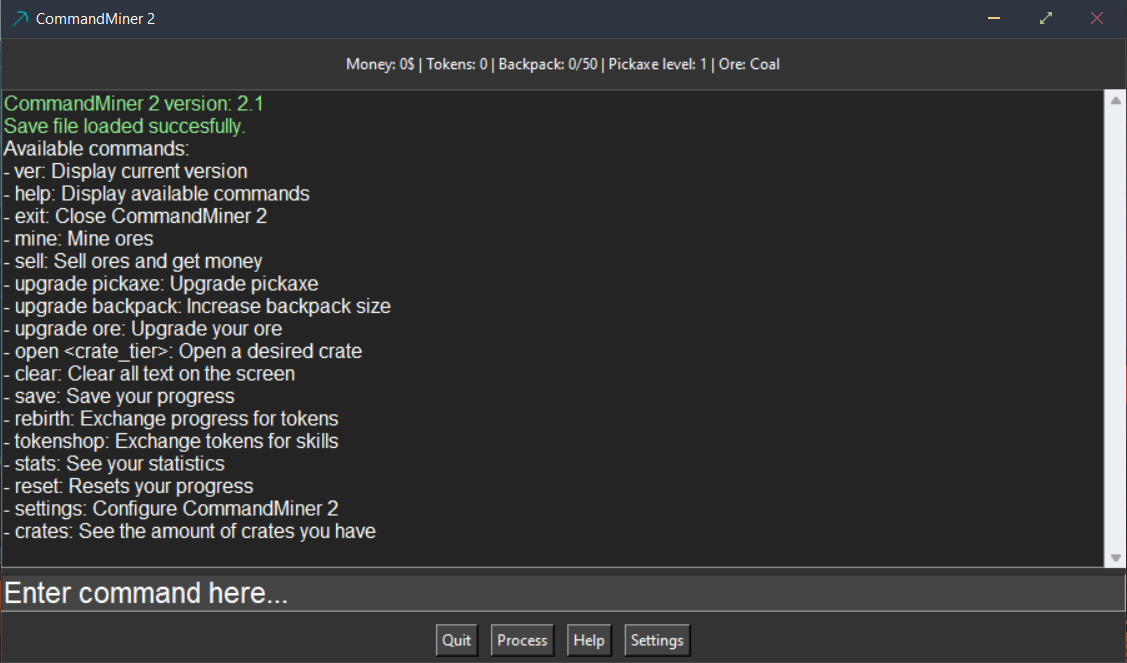 CommandMiner 2
Money: 0$ | Tokens: 0 | Backpack: 0/50 | Pickaxe level: 1 | Ore: Coal
CommandMiner 2 version: 2.1
Save file loaded succesfully.
Available commands:
- ver: Display current version
- help: Display available commands
- exit: Close CommandMiner 2
- mine: Mine ores
- sell: Sell ores and get money
- upgrade pickaxe: Upgrade pickaxe
- upgrade backpack: Increase backpack size
- upgrade ore: Upgrade your ore
- open <crate_tier>: Open a desired crate
- clear: Clear all text on the screen
- save: Save your progress
- rebirth: Exchange progress for tokens
- tokenshop: Exchange tokens for skills
- stats: See your statistics
- reset: Resets your progress
- settings: Configure CommandMiner 2
- crates: See the amount of crates you have
Enter command here...
Quit Process Help Settings